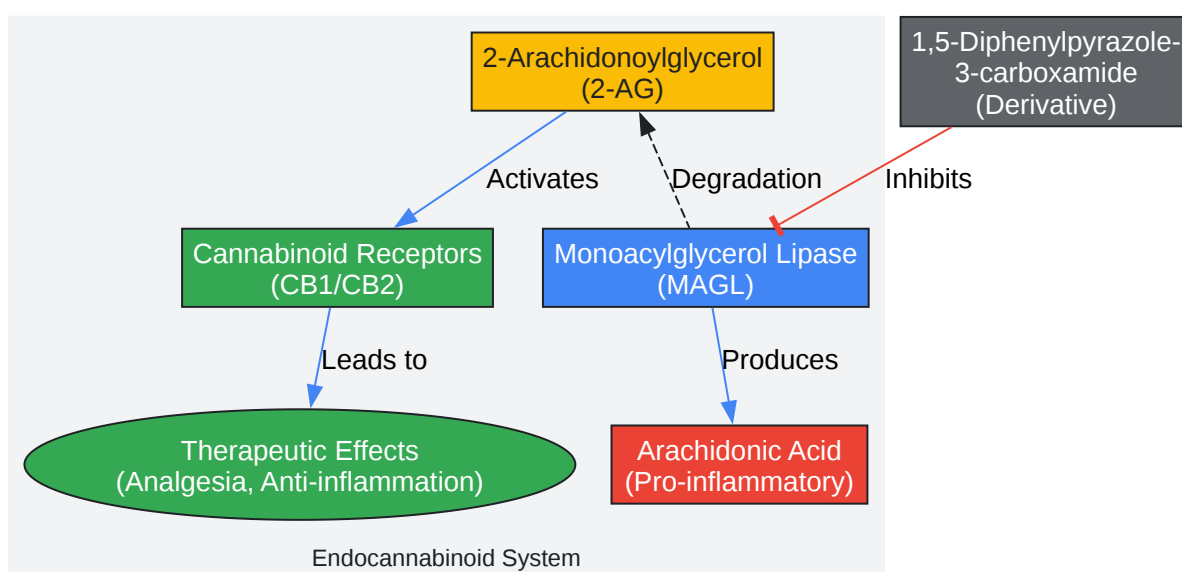 2-Arachidonoylglycerol
(2-AG)
1,5-Diphenylpyrazole-
3-carboxamide
(Derivative)
Activates
Degradation
Inhibits
Cannabinoid Receptors
(CB1/CB2)
Monoacylglycerol Lipase
(MAGL)
Leads to
Produces
Therapeutic Effects
(Analgesia, Anti-inflammation)
Arachidonic Acid
(Pro-inflammatory)
Endocannabinoid System